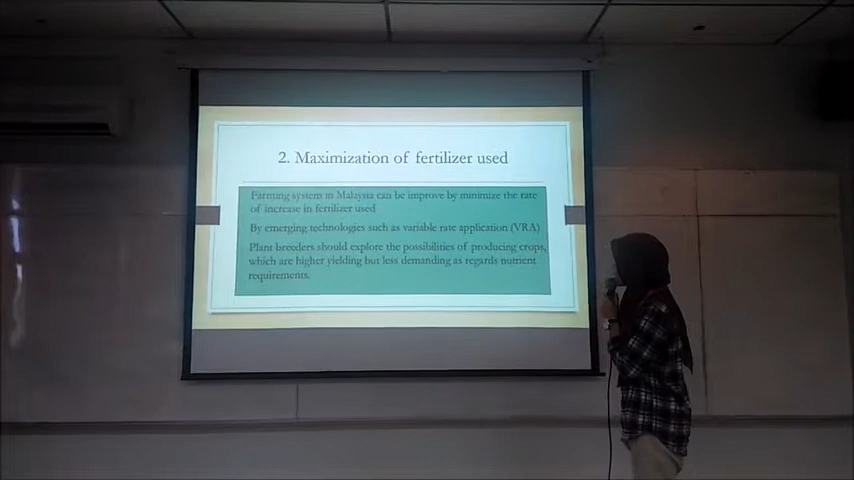 2. Maximization of fertilizer used
Farming system in Malaysia can be improve by minimize the rate
of increase in fertilizer used
By emerging technologies such as variable rate application (VRA)
Plant breeders should explore the possibilities of producing crops,
which are higher yielding but less demanding as regards nutrient
requirements.